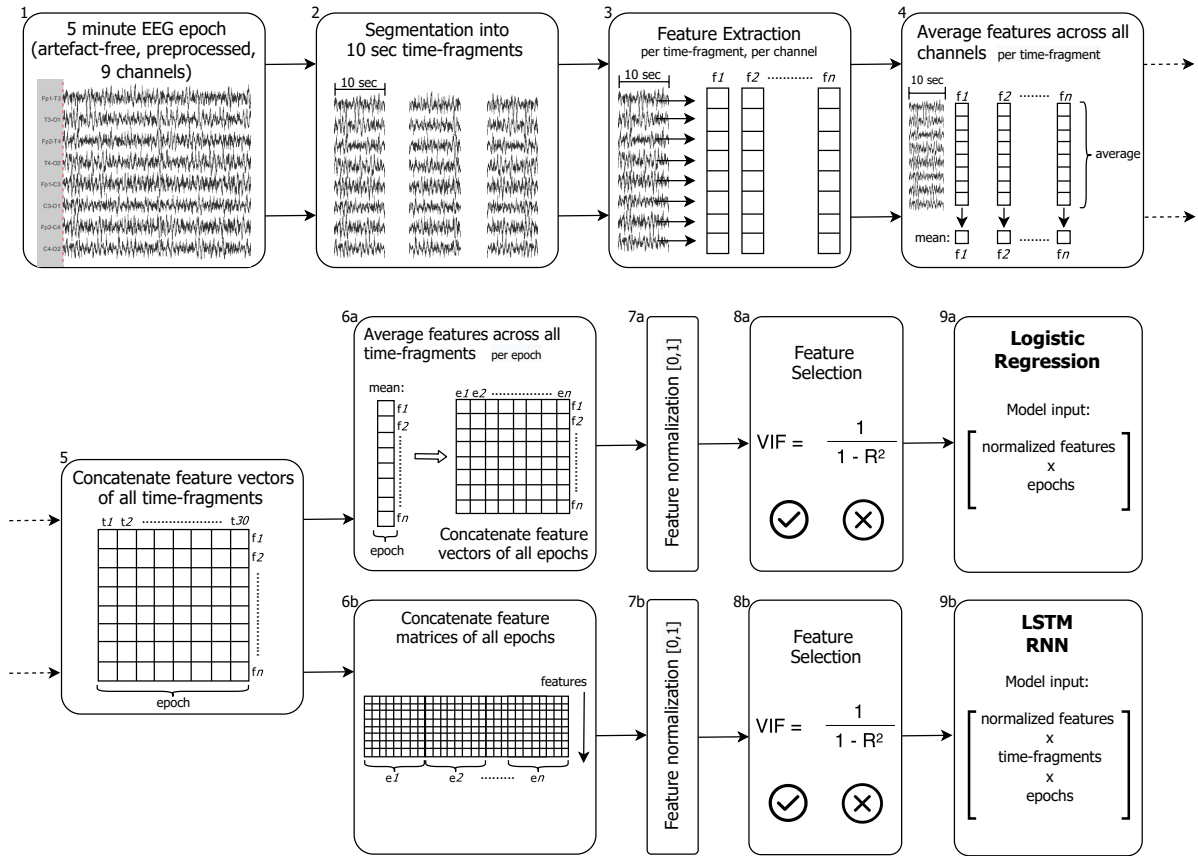 1
5 minute EEG epoch
(artefact-free, preprocessed,
9 channels)
Fp1-T3
T3-O1
Fp2-T4
T4-O2
Fp1-C3
C3-O1
Fp2-C4
C4-O2
2
Segmentation into
10 sec time-fragments
10 sec
3
Feature Extraction
per time-fragment, per channel
10 sec
f1 f2 ............ fn
4
Average features across all
channels per time-fragment
10 sec
f1 f2 ........ fn
average
mean:
........
f1 f2 fn
5
Concatenate feature vectors
of all time-fragments
t1 t2 ........................ t30
f1
f2
fn
epoch
6a
Average features across all
time-fragments per epoch
mean:
f1
f2
fn
epoch
e1 e2 .................. en
f1
f2
fn
Concatenate feature
vectors of all epochs
7a
Feature normalization [0,1]
8a
Feature
Selection
VIF = 1
1 - R²
9a
Logistic
Regression
Model input:
normalized features
x
epochs
6b
Concatenate feature
matrices of all epochs
features
e1 e2 ......... en
7b
Feature normalization [0,1]
8b
Feature
Selection
VIF = 1
1 - R²
9b
LSTM
RNN
Model input:
normalized features
x
time-fragments
x
epochs